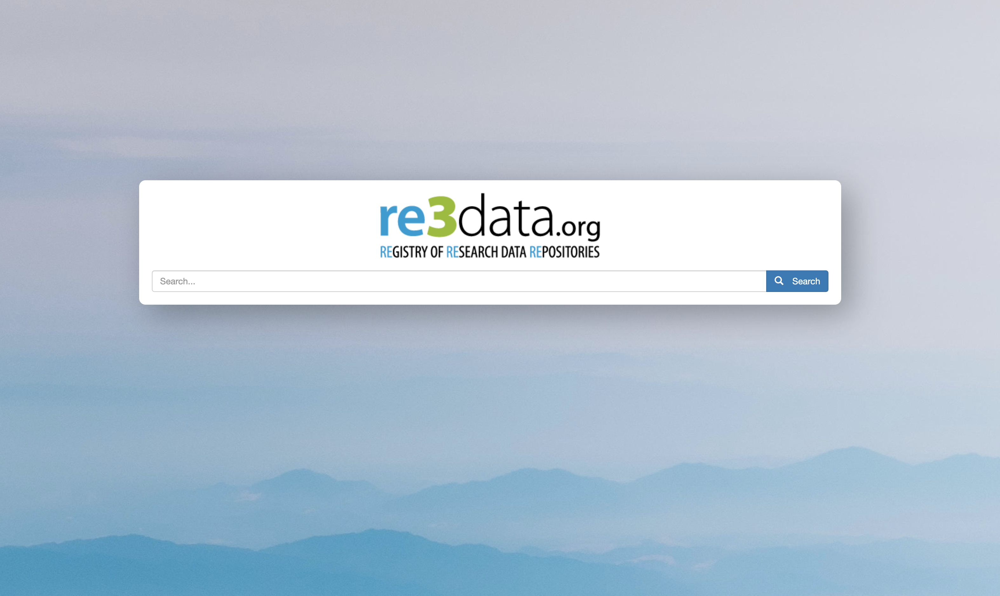 re3data.org
REGISTRY OF RESEARCH DATA REPOSITORIES
Search...
Search